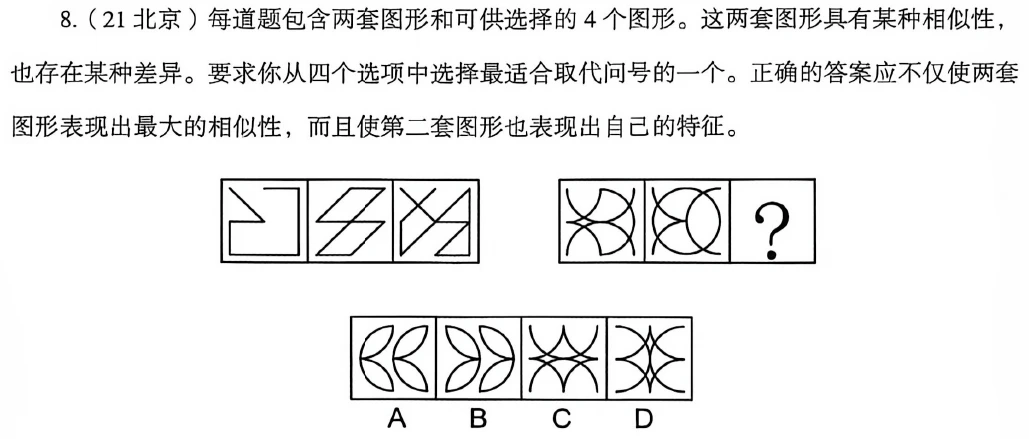 8.（21 北京）每道题包含两套图形和可供选择的 4 个图形。这两套图形具有某种相似性，
也存在某种差异。要求你从四个选项中选择最适合取代问号的一个。正确的答案应不仅使两套
图形表现出最大的相似性，而且使第二套图形也表现出自己的特征。
?
A B C D